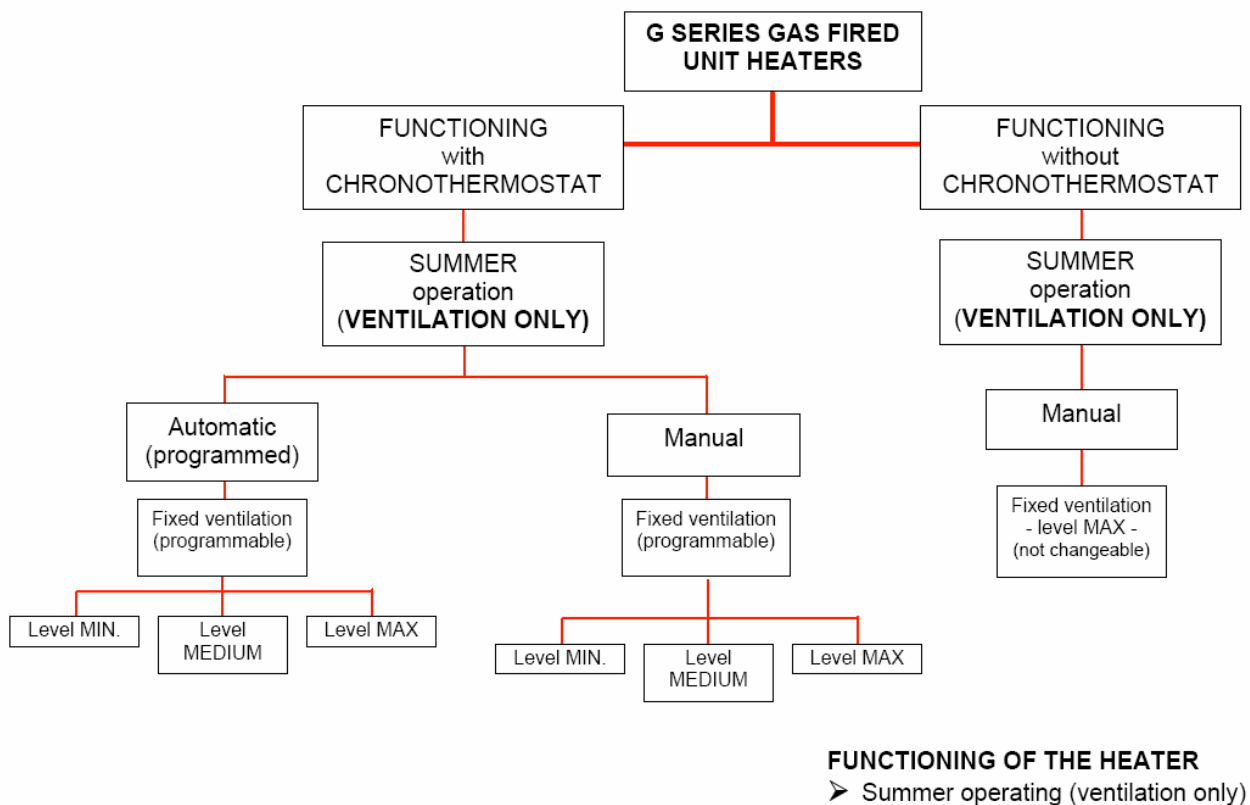 G SERIES GAS FIRED
UNIT HEATERS
FUNCTIONING
with
CHRONOTHERMOSTAT
FUNCTIONING
without
CHRONOTHERMOSTAT
SUMMER
operation
(VENTILATION ONLY)
SUMMER
operation
(VENTILATION ONLY)
Automatic
(programmed)
Manual
Manual
Fixed ventilation
(programmable)
Fixed ventilation
(programmable)
Fixed ventilation
- level MAX -
(not changeable)
Level MIN.
Level
MEDIUM
Level MAX
Level MIN.
Level
MEDIUM
Level MAX
FUNCTIONING OF THE HEATER
➢ Summer operating (ventilation only)